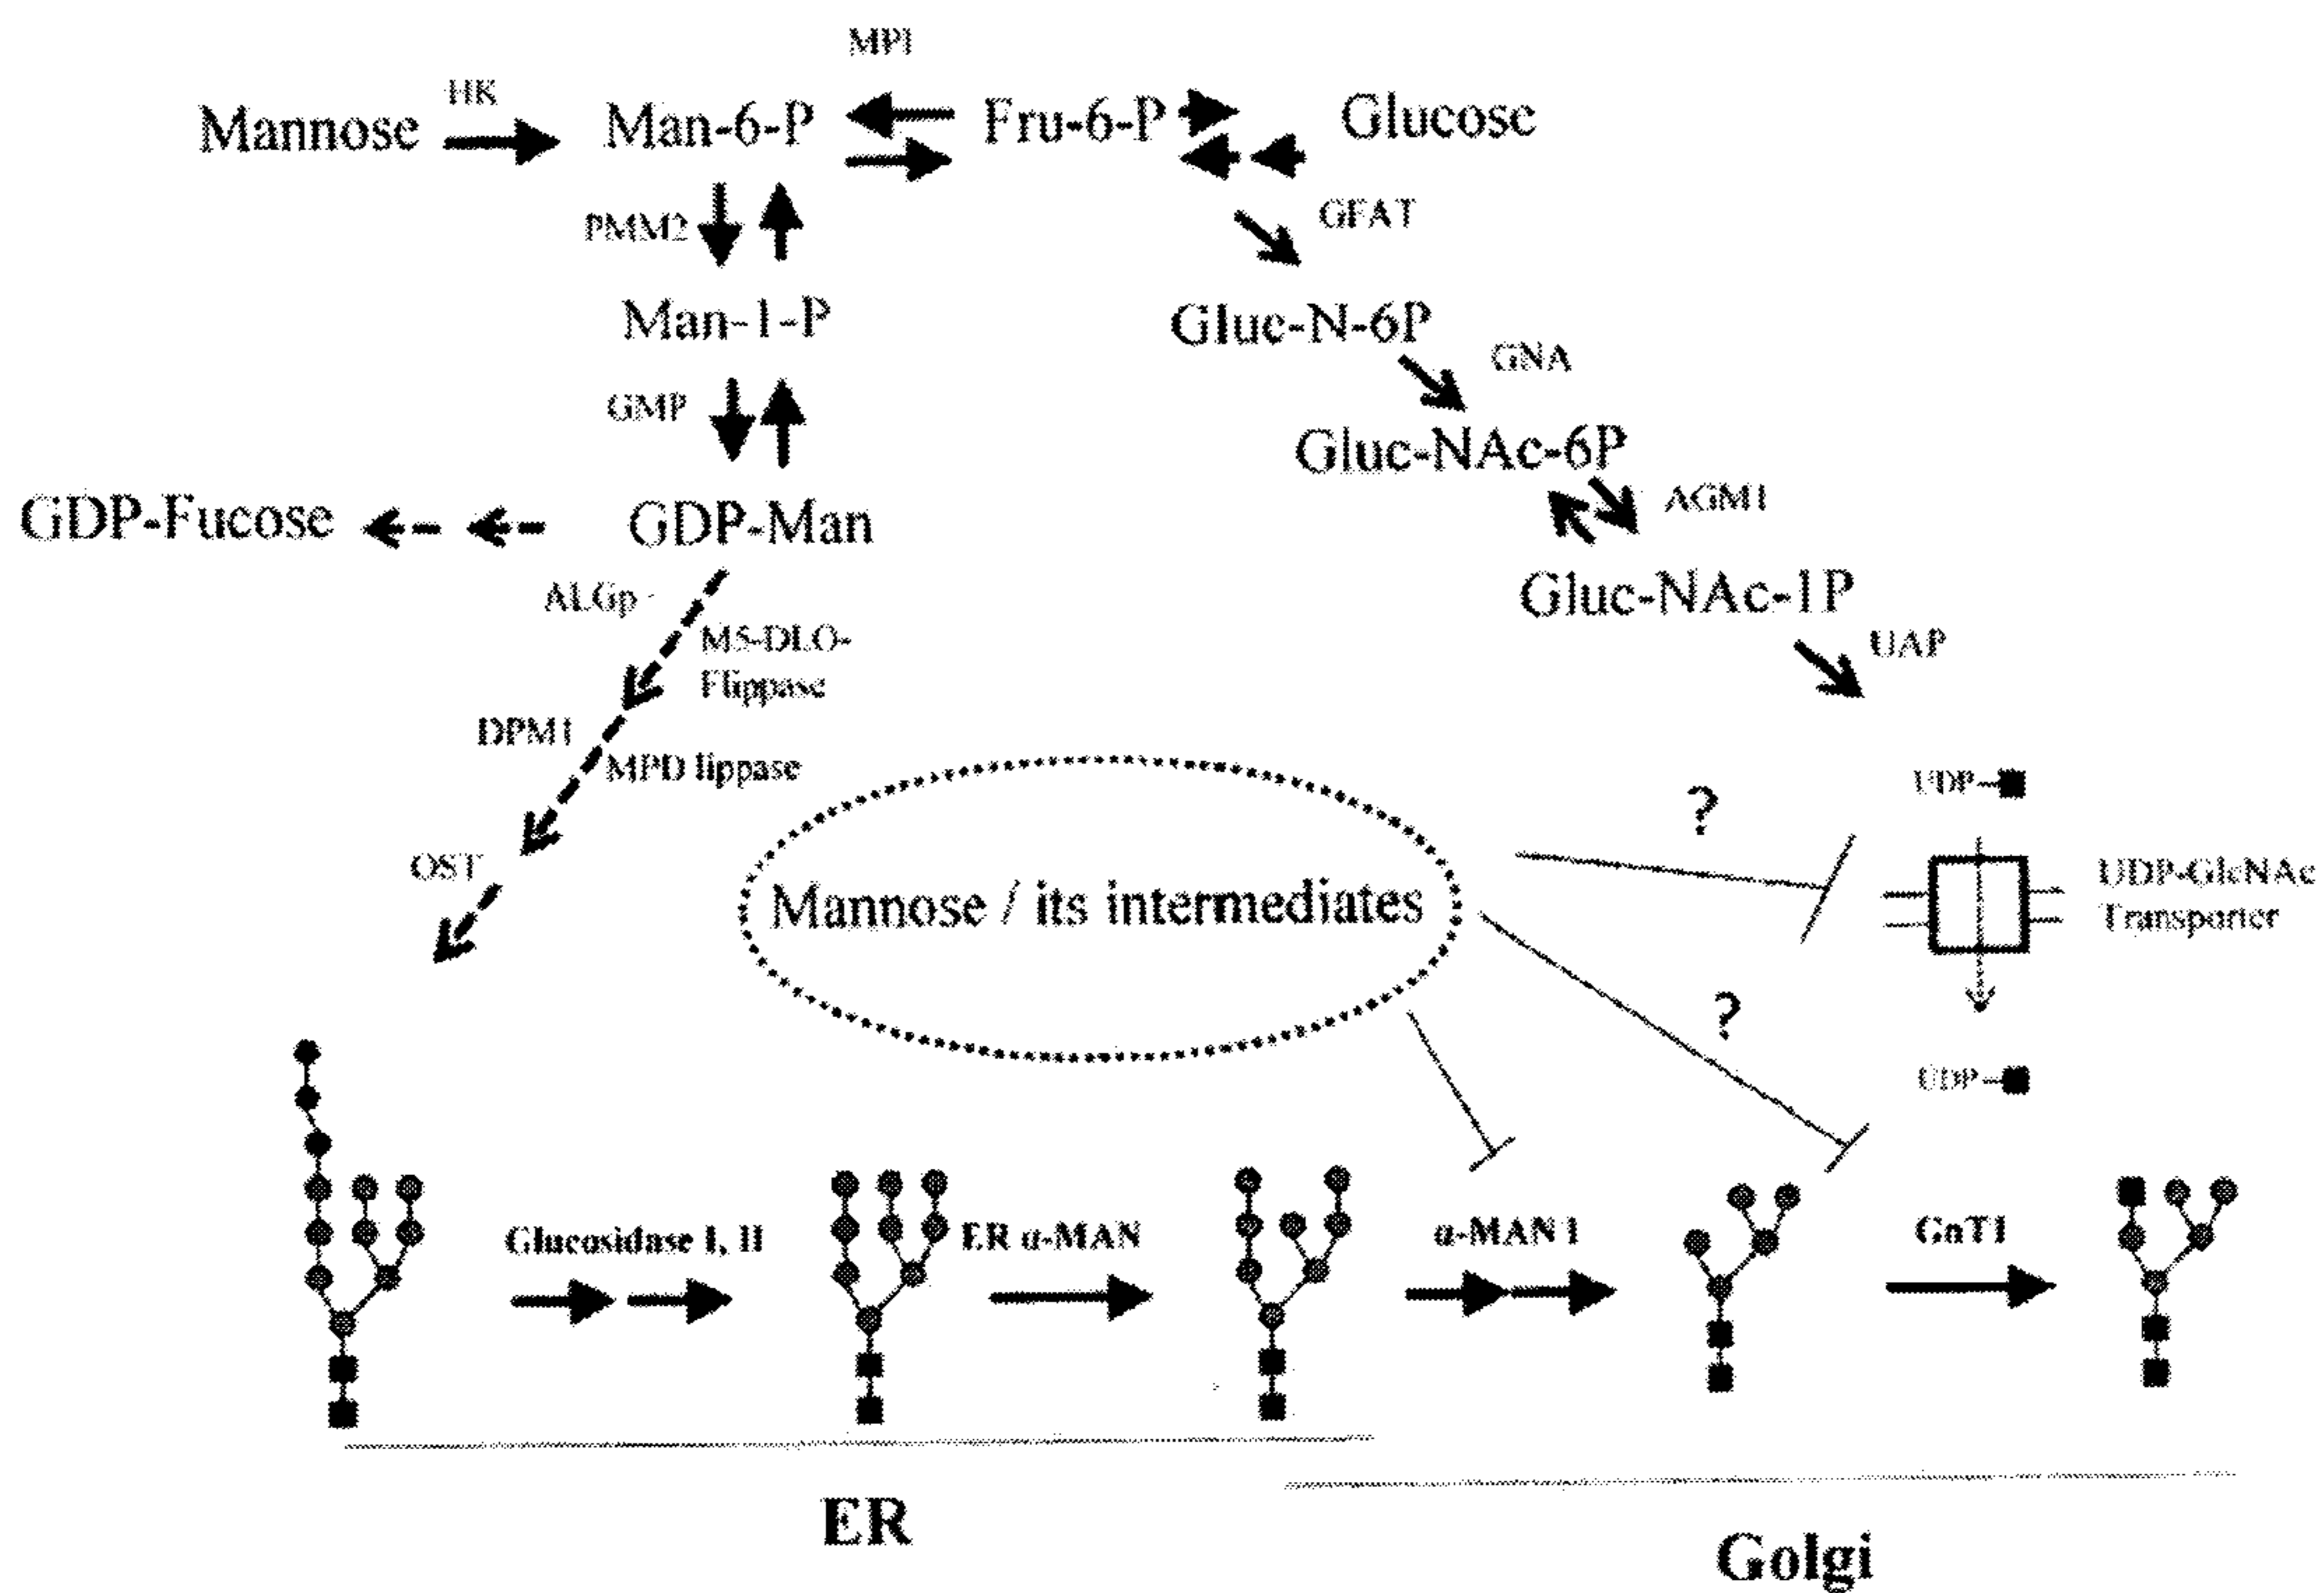 MPI
HK
Mannose
Man-6-P
Fru-6-P
Glucose
PMM2
GFAT
Man-1-P
Gluc-N-6P
GNA
GMP
Gluc-NAc-6P
AGM1
GDP-Fucose
GDP-Man
ALGp
Gluc-NAc-1P
M5-DLO-
Flippase
UAP
DPM1
MPD lippase
UDP
?
OST
UDP-GlcNAc
Transporter
Mannose / its intermediates
?
UDP
Glucosidase I, II
ER α-MAN
α-MAN I
GnT1
ER
Golgi